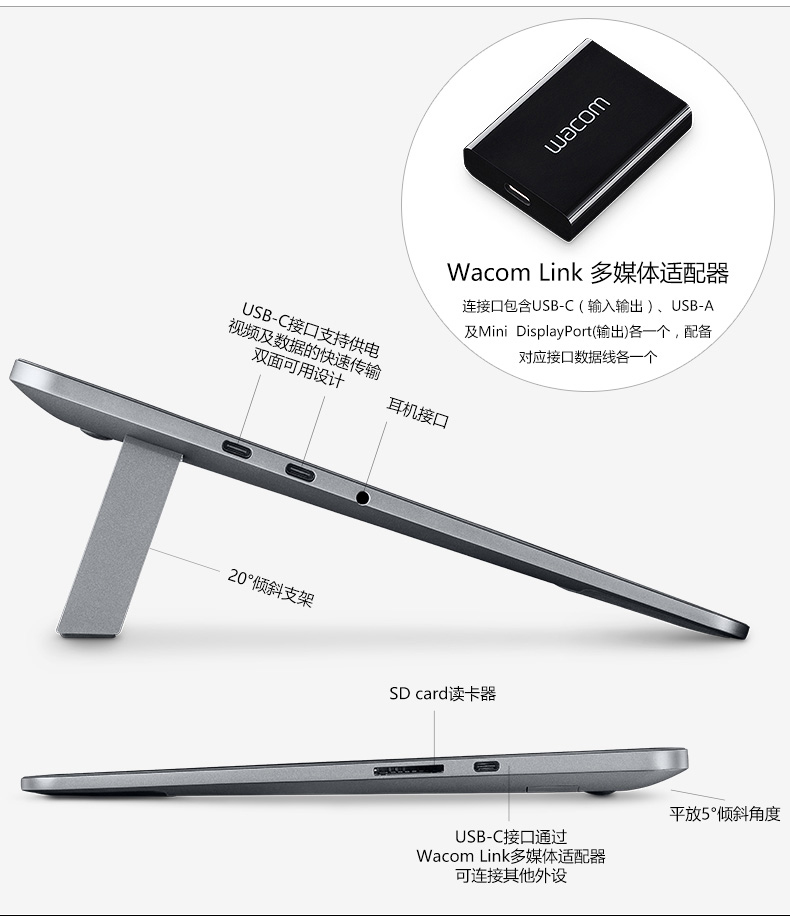 wacom
Wacom Link 多媒体适配器
连接口包含USB-C（输入输出）、USB-A
及Mini DisplayPort(输出)各一个，配备
对应接口数据线各一个
USB-C接口支持供电
视频及数据的快速传输
双面可用设计
耳机接口
20°倾斜支架
SD card读卡器
平放5°倾斜角度
USB-C接口通过
Wacom Link多媒体适配器
可连接其他外设